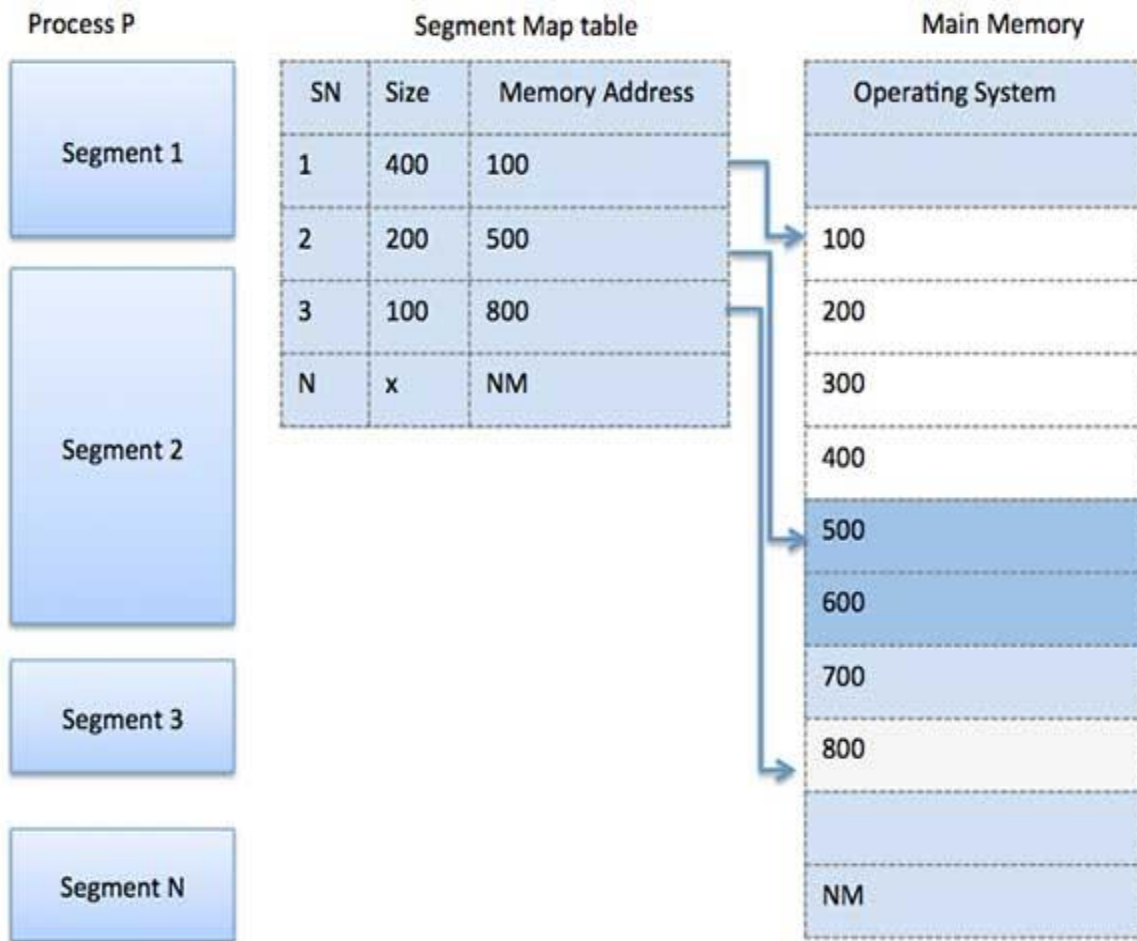 Process P
Segment 1
Segment 2
Segment 3
Segment N
Segment Map table
SN Size Memory Address
1 400 100
2 200 500
3 100 800
N x NM
Main Memory
Operating System
100
200
300
400
500
600
700
800
NM